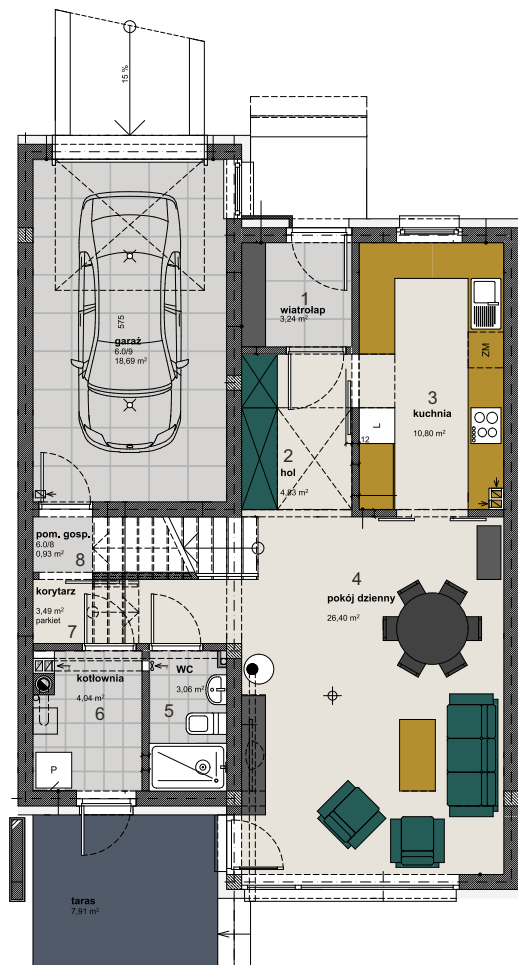 15 %
1
wiatrołap
3,24 m²
575
garaż
6.0/9
18,69 m²
ZM
3
kuchnia
10,80 m²
L
12
2
hol
4,83 m²
pom. gosp.
6.0/8
0,93 m²
8
4
pokój dzienny
26,40 m²
korytarz
3,49 m²
parkiet
7
kotłownia
4,04 m²
6
WC
3,06 m²
5
P
taras
7,91 m²